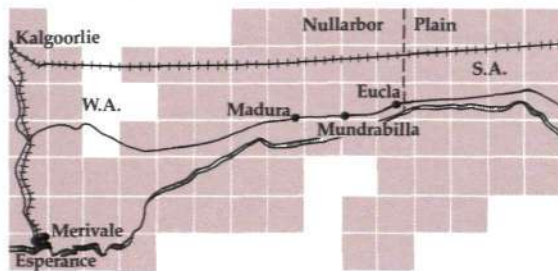 Nullarbor Plain
Kalgoorlie
S.A.
Eucla
W.A.
Madura
Mundrabilla
Merivale
Esperance